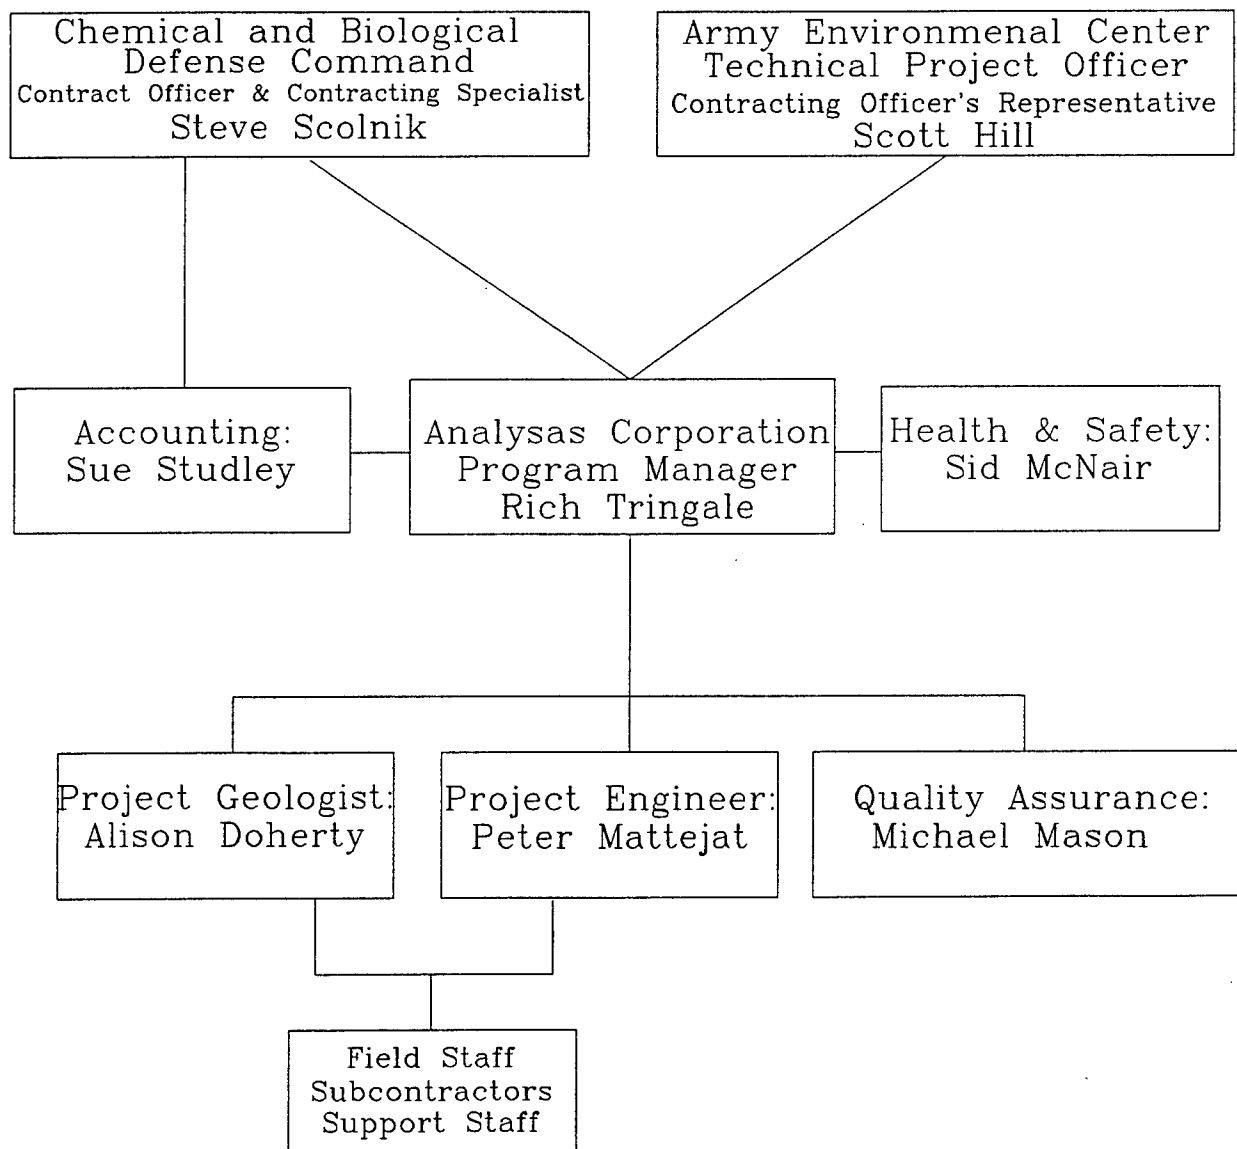 Chemical and Biological
Defense Command
Contract Officer & Contracting Specialist
Steve Scolnik
Army Environmenal Center
Technical Project Officer
Contracting Officer's Representative
Scott Hill
Accounting:
Sue Studley
Analysas Corporation
Program Manager
Rich Tringale
Health & Safety:
Sid McNair
Project Geologist:
Alison Doherty
Project Engineer:
Peter Mattejat
Quality Assurance:
Michael Mason
Field Staff
Subcontractors
Support Staff